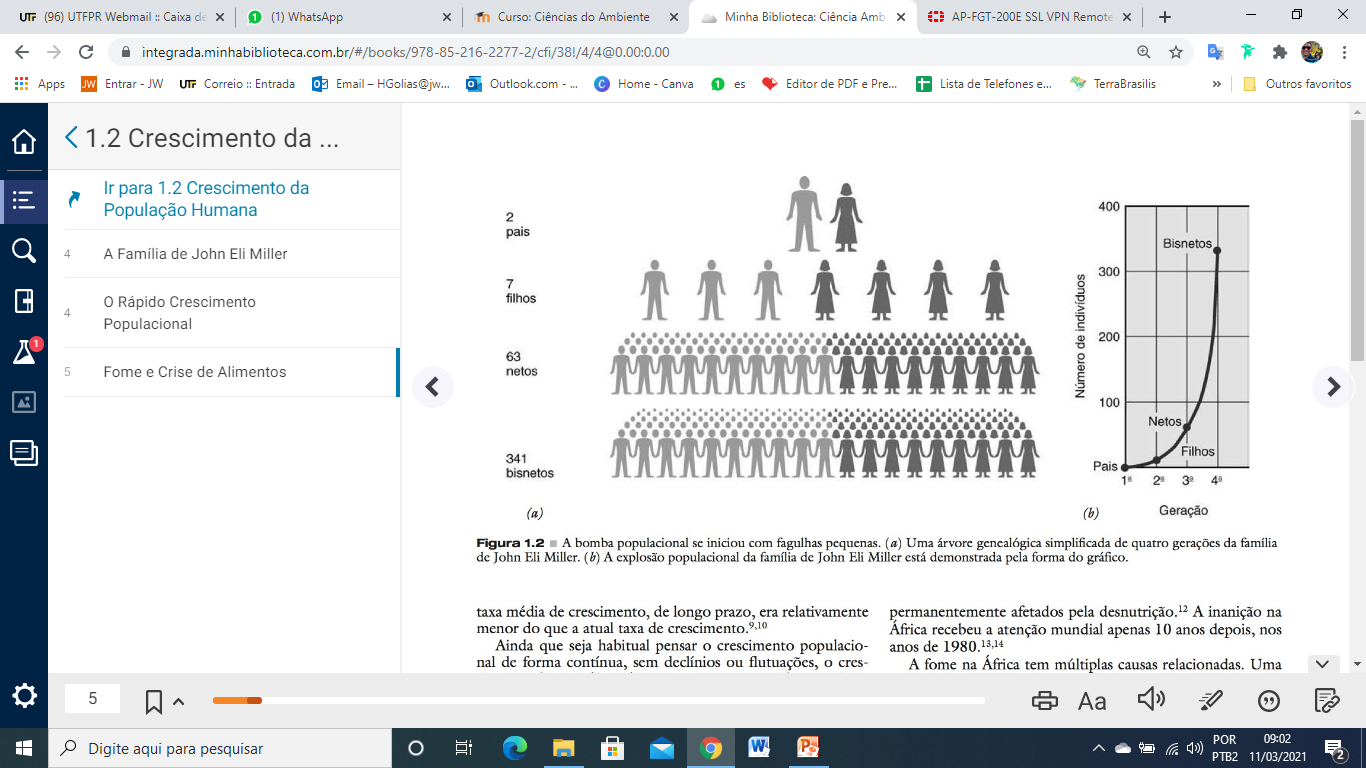 (96) UTFPR Webmail :: Caixa de
(1) WhatsApp
Curso: Ciências do Ambiente
Minha Biblioteca: Ciência Amb
AP-FGT-200E SSL VPN Remote
integrada.minhabiblioteca.com.br/#/books/978-85-216-2277-2/cfi/38!/4/4@0.00:0.00
Apps
Entrar - JW
Correio :: Entrada
Email – HGolias@jw...
Outlook.com - ...
Home - Canva
es
Editor de PDF e Pre...
Lista de Telefones e...
TerraBrasilis
»
Outros favoritos
1.2 Crescimento da ...
Ir para 1.2 Crescimento da
População Humana
4 A Família de John Eli Miller
4 O Rápido Crescimento
Populacional
5 Fome e Crise de Alimentos
1
2
pais
7
filhos
63
netos
341
bisnetos
(a)
400
300
200
100
Número de indivíduos
Bisnetos
Netos
Filhos
Pais
1ª 2ª 3ª 4ª
Geração
(b)
Figura 1.2 ■ A bomba populacional se iniciou com fagulhas pequenas. (a) Uma árvore genealógica simplificada de quatro gerações da família
de John Eli Miller. (b) A explosão populacional da família de John Eli Miller está demonstrada pela forma do gráfico.
taxa média de crescimento, de longo prazo, era relativamente
menor do que a atual taxa de crescimento.9,10
Ainda que seja habitual pensar o crescimento populacio-
nal de forma contínua, sem declínios ou flutuações, o cres-
permanentemente afetados pela desnutrição.12 A inanição na
África recebeu a atenção mundial apenas 10 anos depois, nos
anos de 1980.13,14
A fome na África tem múltiplas causas relacionadas. Uma
5
Aa
Digite aqui para pesquisar
POR
PTB2
09:02
11/03/2021
2